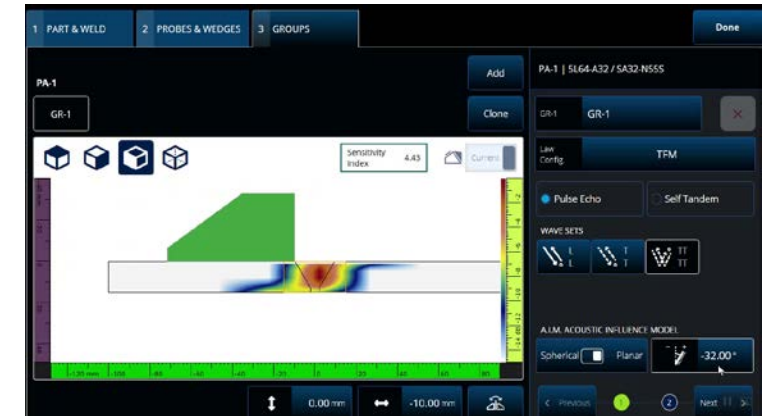 1 PART & WELD 2 PROBES & WEDGES 3 GROUPS Done
PA-1 | 5L64-A32 / SA32-N55S
PA-1
Add
GR-1
Clone
GR-1 GR-1
Law Config. TFM
Sensitivity Index 4.43
Current
Pulse Echo Self Tandem
WAVE SETS
L L T T TT TT
A.I.M. ACOUSTIC INFLUENCE MODEL
Spherical Planar -32.00°
0.00 mm -10.00 mm
Previous 1 2 Next